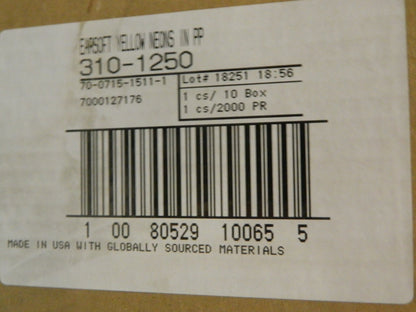 EARSOFT YELLOW NEONS IN PP
310-1250
70-0715-1511-1
7000127176
Lot# 18251 18:56
1 cs/ 10 Box
1 cs/2000 PR
1 00 80529 10065 5
MADE IN USA WITH GLOBALLY SOURCED MATERIALS